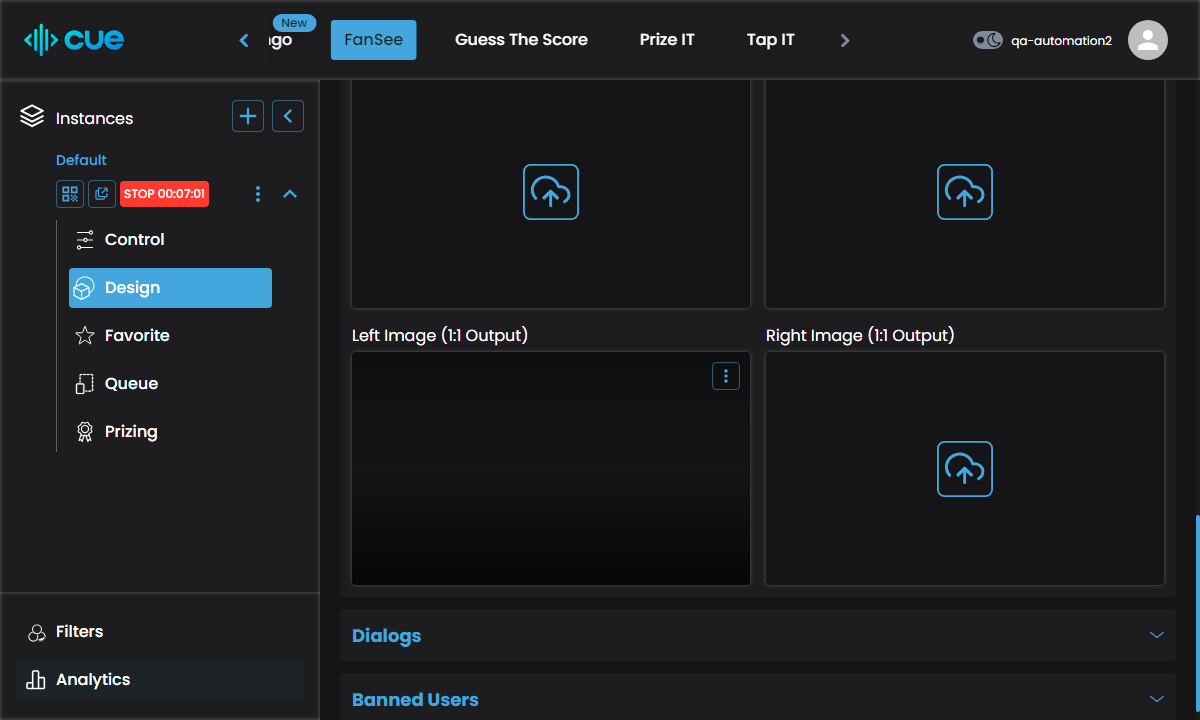 cue
New
FanSee
Guess The Score
Prize IT
Tap IT
qa-automation2
Instances
Default
STOP 00:07:01
Control
Design
Favorite
Queue
Prizing
Filters
Analytics
Left Image (1:1 Output)
Right Image (1:1 Output)
Dialogs
Banned Users